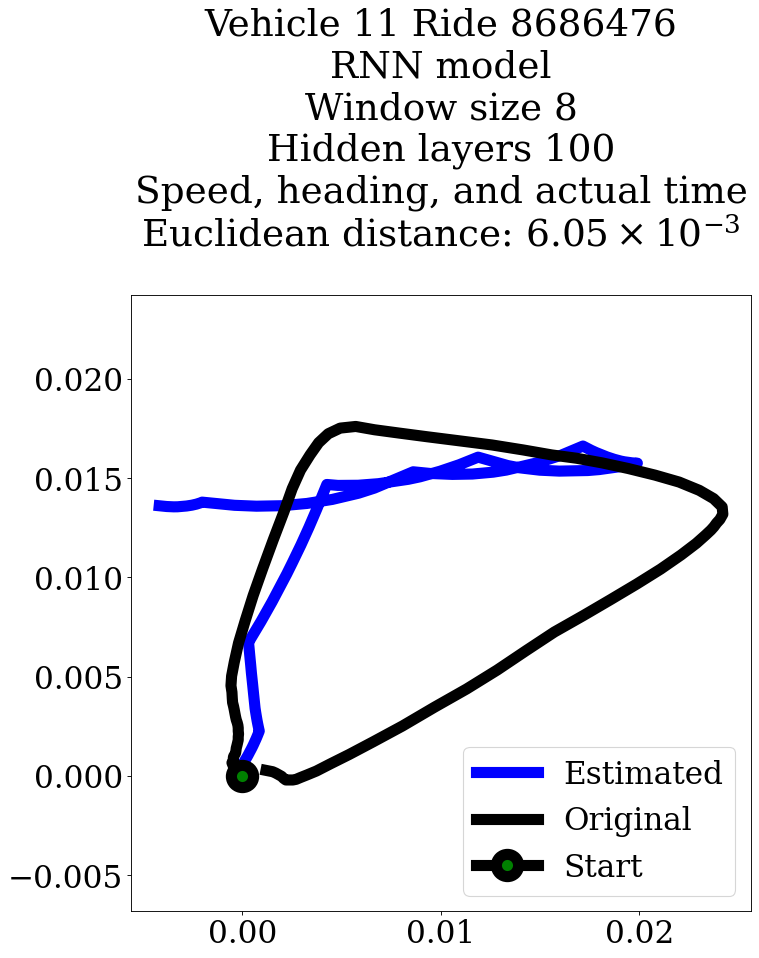 Vehicle 11 Ride 8686476
RNN model
Window size 8
Hidden layers 100
Speed, heading, and actual time
Euclidean distance: 6.05 × 10⁻³
0.020
0.015
0.010
0.005
0.000
−0.005
0.00 0.01 0.02
Estimated
Original
Start